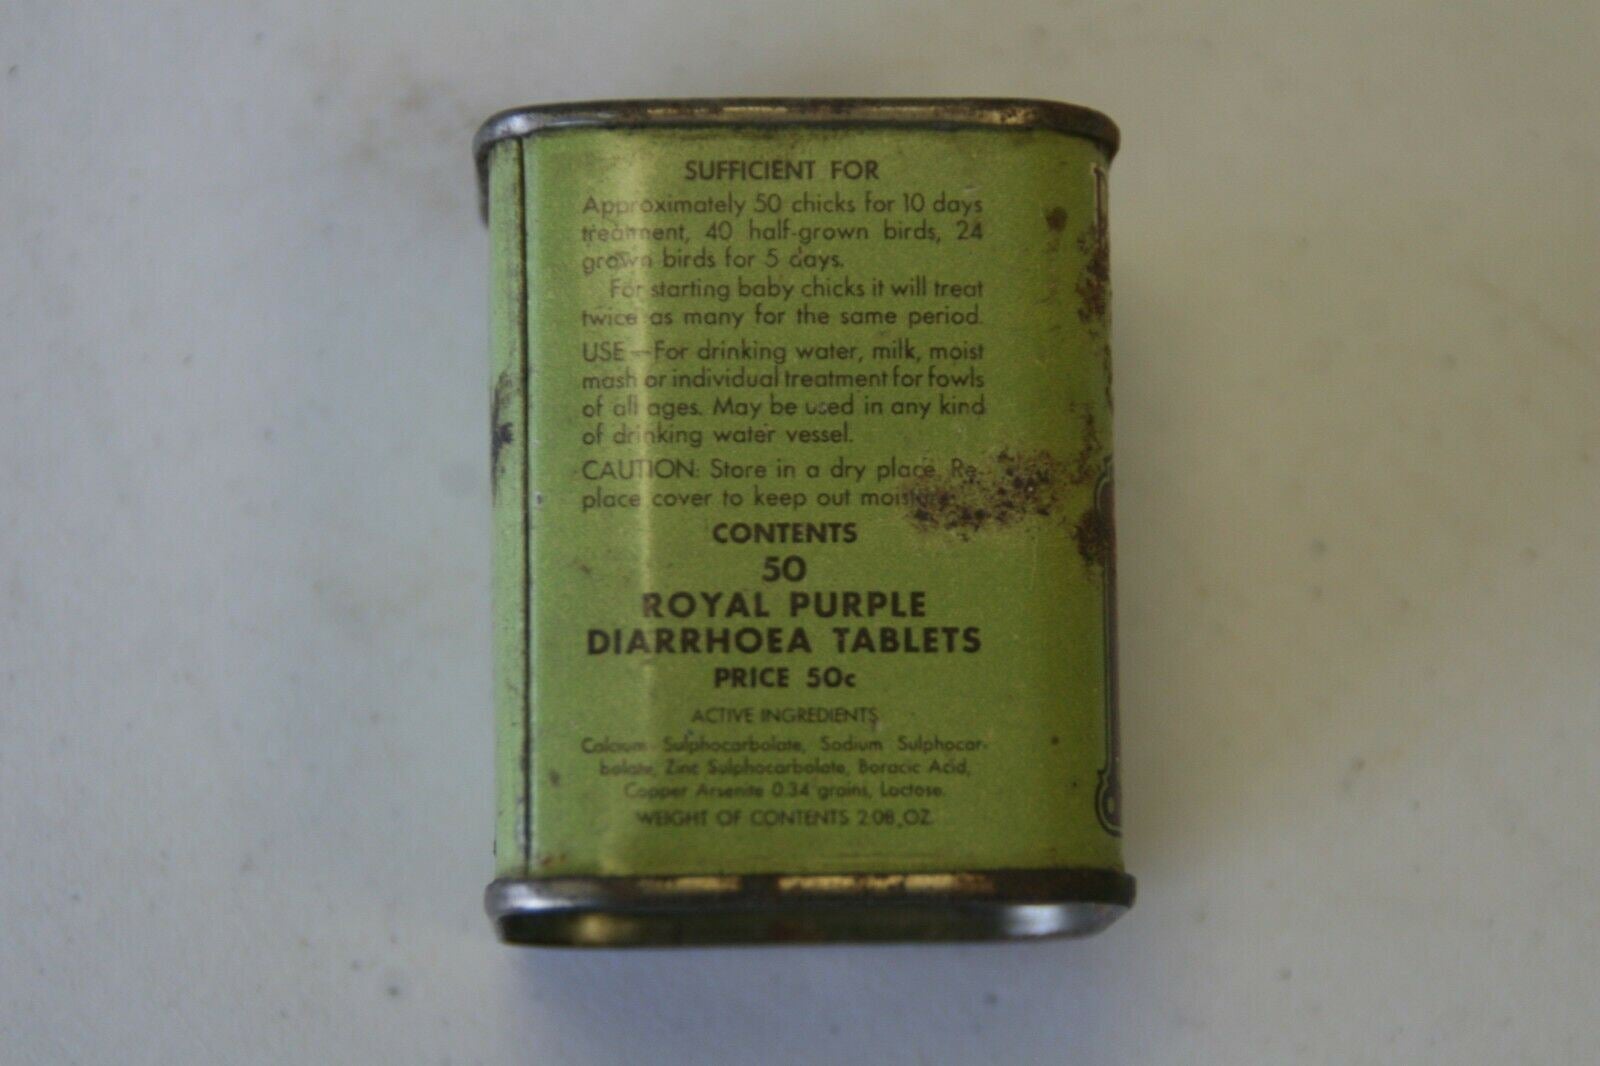 SUFFICIENT FOR
Approximately 50 chicks for 10 days
treatment, 40 half-grown birds, 24
grown birds for 5 days.
For starting baby chicks it will treat
twice as many for the same period.
USE—For drinking water, milk, moist
mash or individual treatment for fowls
of all ages. May be used in any kind
of drinking water vessel.
CAUTION: Store in a dry place. Re-
place cover to keep out moisture.
CONTENTS
50
ROYAL PURPLE
DIARRHOEA TABLETS
PRICE 50c
ACTIVE INGREDIENTS
Calcium Sulphocarbolate, Sodium Sulphocar-
bolate, Zinc Sulphocarbolate, Boracic Acid,
Copper Arsenite 0.34 grains, Lactose.
WEIGHT OF CONTENTS 2.08 OZ.